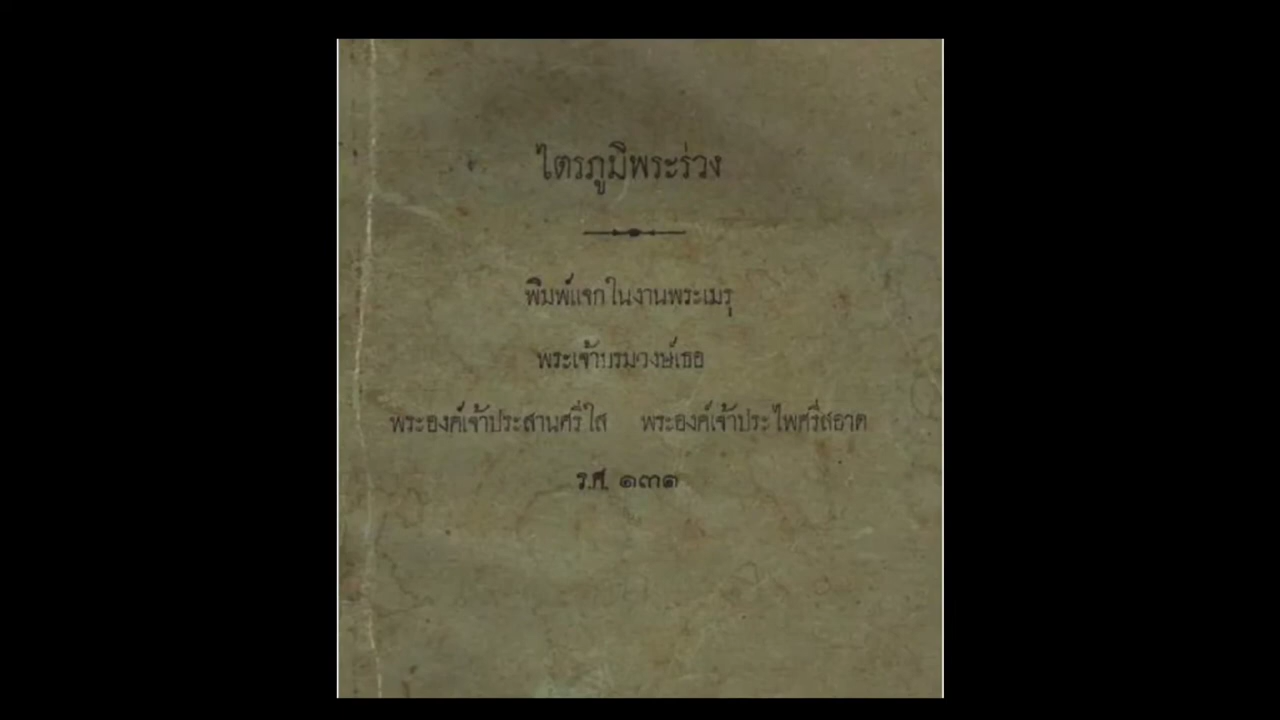 ไตรภูมิพระร่วง
พิมพ์แจกในงานพระเมรุ
พระเจ้าบรมวงษ์เธอ
พระองค์เจ้าประสานศรีใส พระองค์เจ้าประไพศรีสอาด
ร.ศ. ๑๓๑